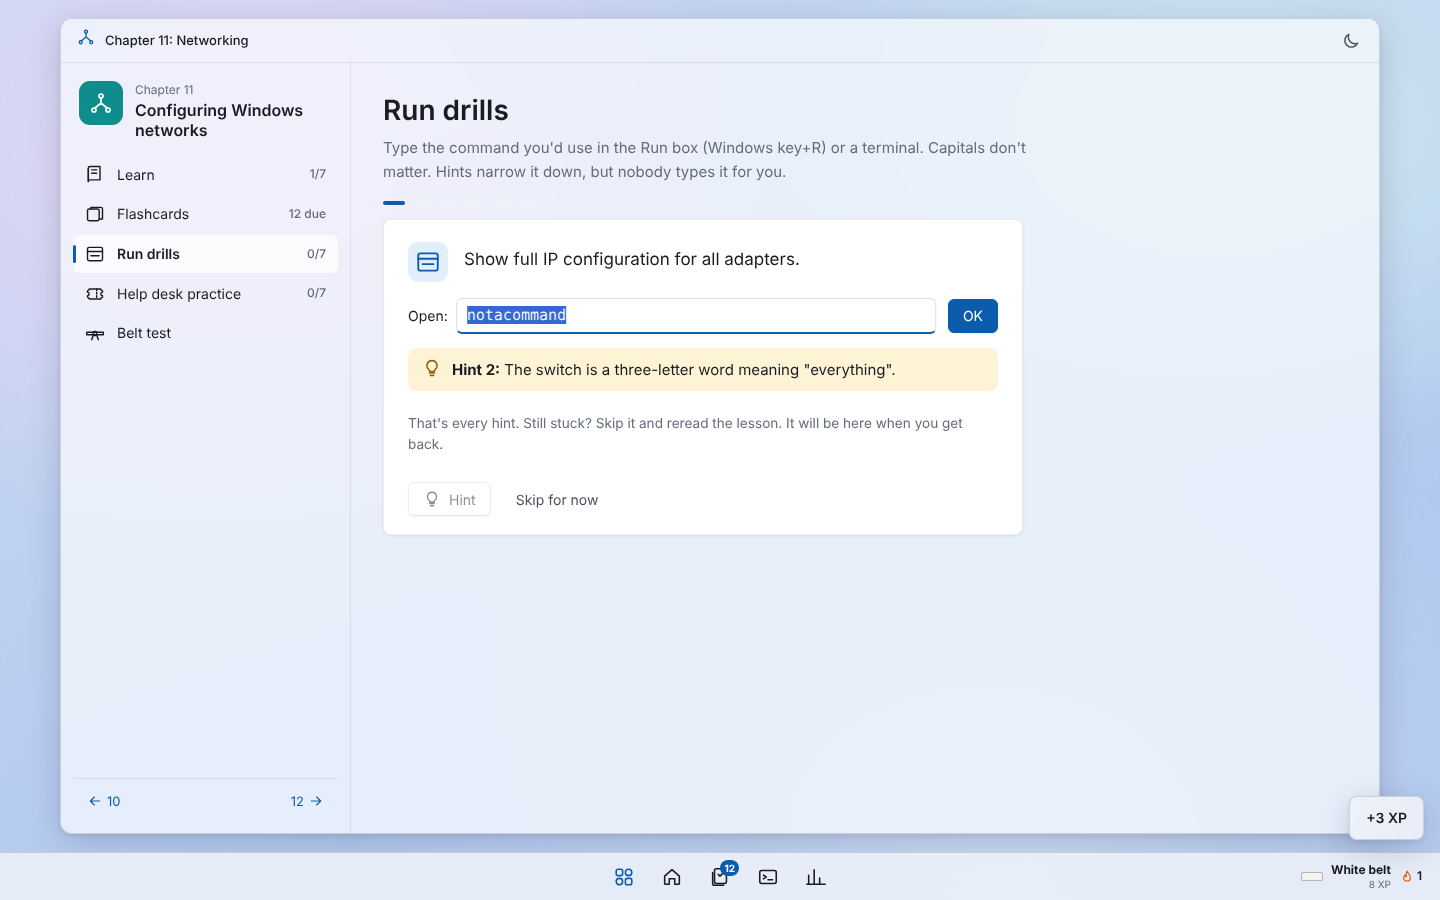 Chapter 11: Networking
Chapter 11
Configuring Windows
networks
Learn 1/7
Flashcards 12 due
Run drills 0/7
Help desk practice 0/7
Belt test
10
12
Run drills
Type the command you'd use in the Run box (Windows key+R) or a terminal. Capitals don't
matter. Hints narrow it down, but nobody types it for you.
Show full IP configuration for all adapters.
Open: notacommand OK
Hint 2: The switch is a three-letter word meaning "everything".
That's every hint. Still stuck? Skip it and reread the lesson. It will be here when you get
back.
Hint Skip for now
+3 XP
12
White belt
8 XP
1